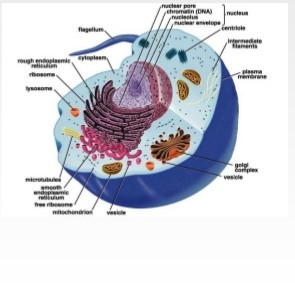 nuclear pore
chromatin (DNA)
nucleolus
nuclear envelope
nucleus
flagellum
centriole
intermediate
filaments
cytoplasm
rough endoplasmic
reticulum
plasma
membrane
ribosome
lysosome
golgi
complex
microtubules
vesicle
smooth
endoplasmic
reticulum
free ribosome
mitochondrion
vesicle